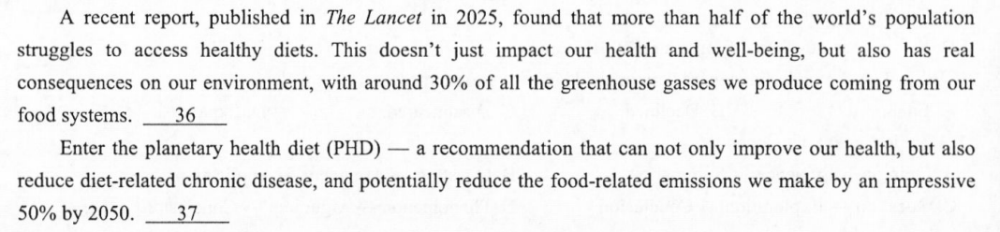 A recent report, published in The Lancet in 2025, found that more than half of the world's population
struggles to access healthy diets. This doesn't just impact our health and well-being, but also has real
consequences on our environment, with around 30% of all the greenhouse gasses we produce coming from our
food systems. 36
Enter the planetary health diet (PHD) — a recommendation that can not only improve our health, but also
reduce diet-related chronic disease, and potentially reduce the food-related emissions we make by an impressive
50% by 2050. 37